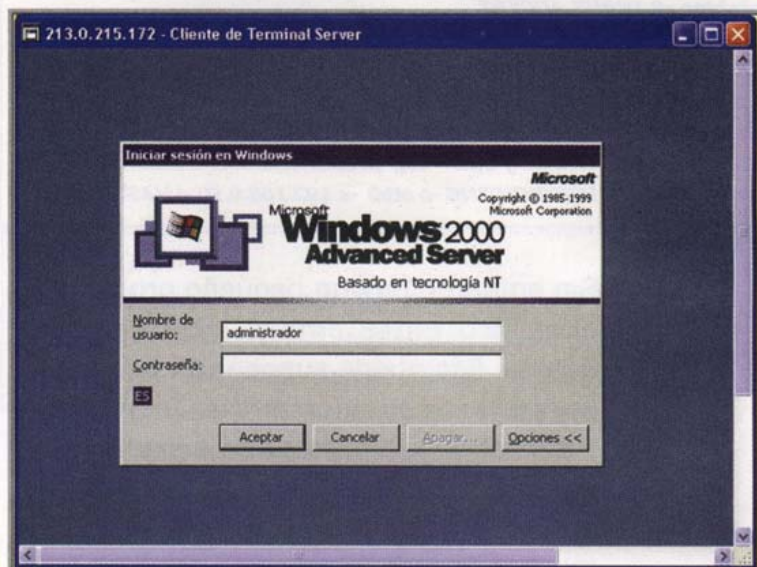 213.0.215.172 - Cliente de Terminal Server
Iniciar sesión en Windows
Microsoft
Copyright © 1985-1999
Microsoft Corporation
Microsoft
Windows 2000
Advanced Server
Basado en tecnología NT
Nombre de
usuario:
administrador
Contraseña:
ES
Aceptar
Cancelar
Apagar...
Opciones <<